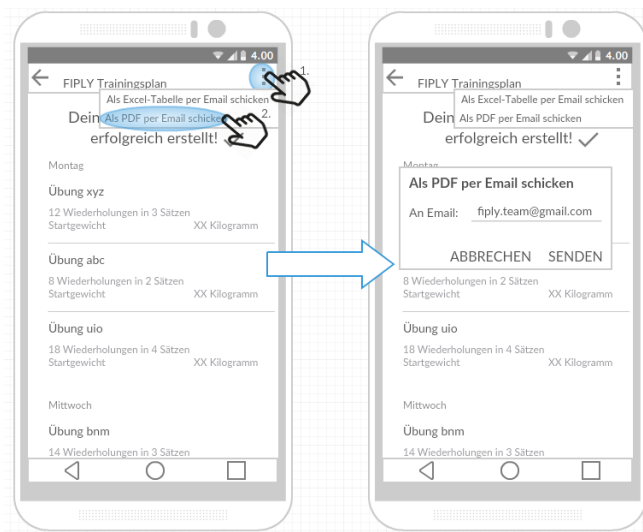 4.00
1.
FIPLY Trainingsplan
Als Excel-Tabelle per Email schicken
Als PDF per Email schicken
2.
Dein
erfolgreich erstellt!
Montag
Übung xyz
12 Wiederholungen in 3 Sätzen
Startgewicht XX Kilogramm
Übung abc
8 Wiederholungen in 2 Sätzen
Startgewicht XX Kilogramm
Übung uio
18 Wiederholungen in 4 Sätzen
Startgewicht XX Kilogramm
Mittwoch
Übung bnm
14 Wiederholungen in 3 Sätzen
4.00
FIPLY Trainingsplan
Als Excel-Tabelle per Email schicken
Als PDF per Email schicken
Dein
erfolgreich erstellt!
Montag
Als PDF per Email schicken
An Email: fiply.team@gmail.com
ABBRECHEN SENDEN
8 Wiederholungen in 2 Sätzen
Startgewicht XX Kilogramm
Übung uio
18 Wiederholungen in 4 Sätzen
Startgewicht XX Kilogramm
Mittwoch
Übung bnm
14 Wiederholungen in 3 Sätzen